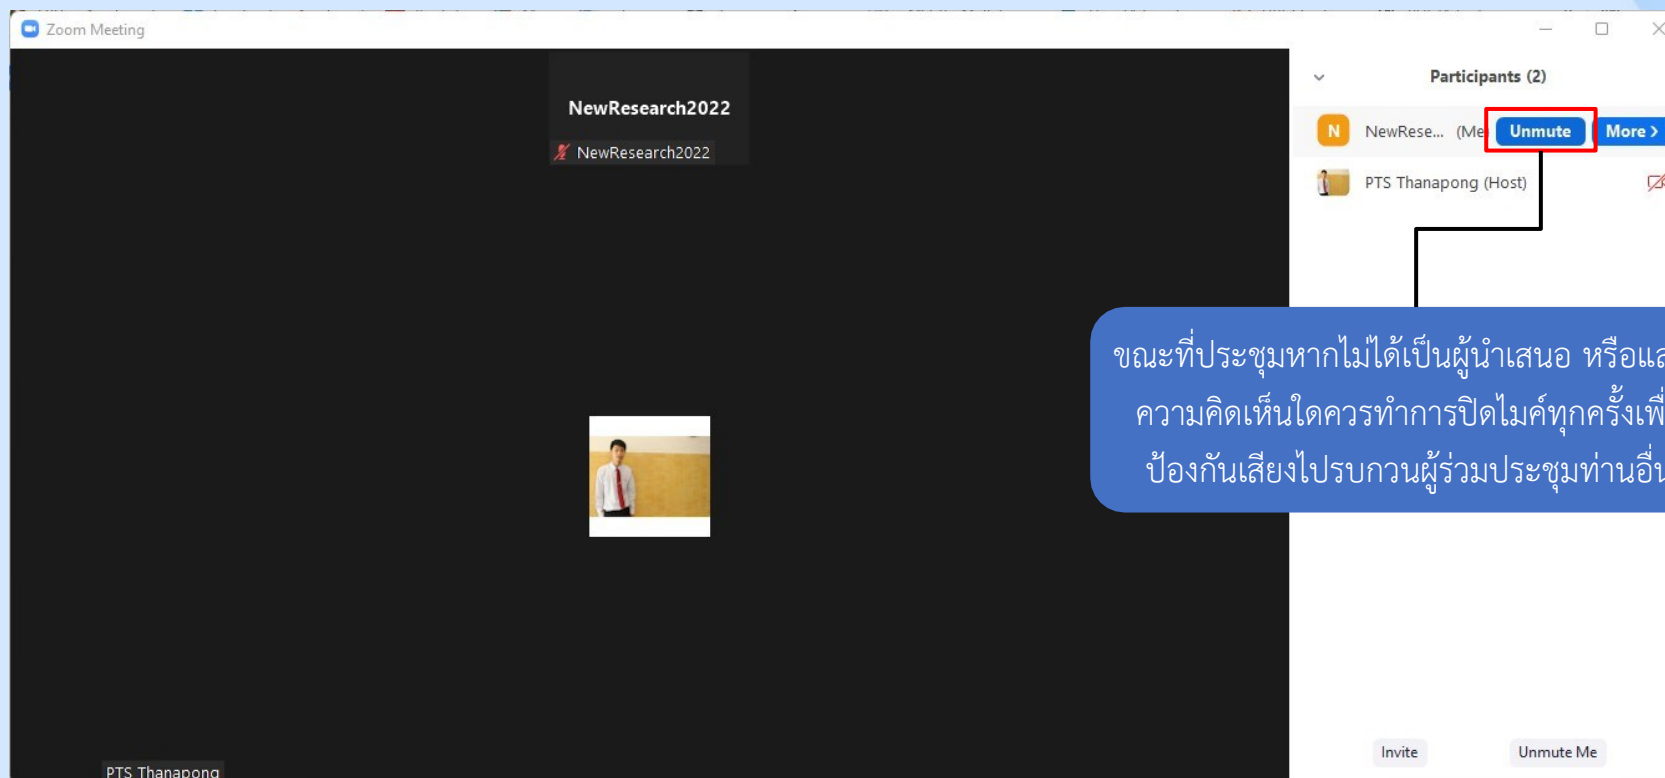 Zoom Meeting
NewResearch2022
NewResearch2022
Participants (2)
N NewRese... (Me) Unmute More >
PTS Thanapong (Host)
ขณะที่ประชุมหากไม่ได้เป็นผู้นำเสนอ หรือแส
ความคิดเห็นใดควรทำการปิดไมค์ทุกครั้งเพื่
ป้องกันเสียงไปรบกวนผู้ร่วมประชุมท่านอื่น
Invite Unmute Me
PTS Thanapong